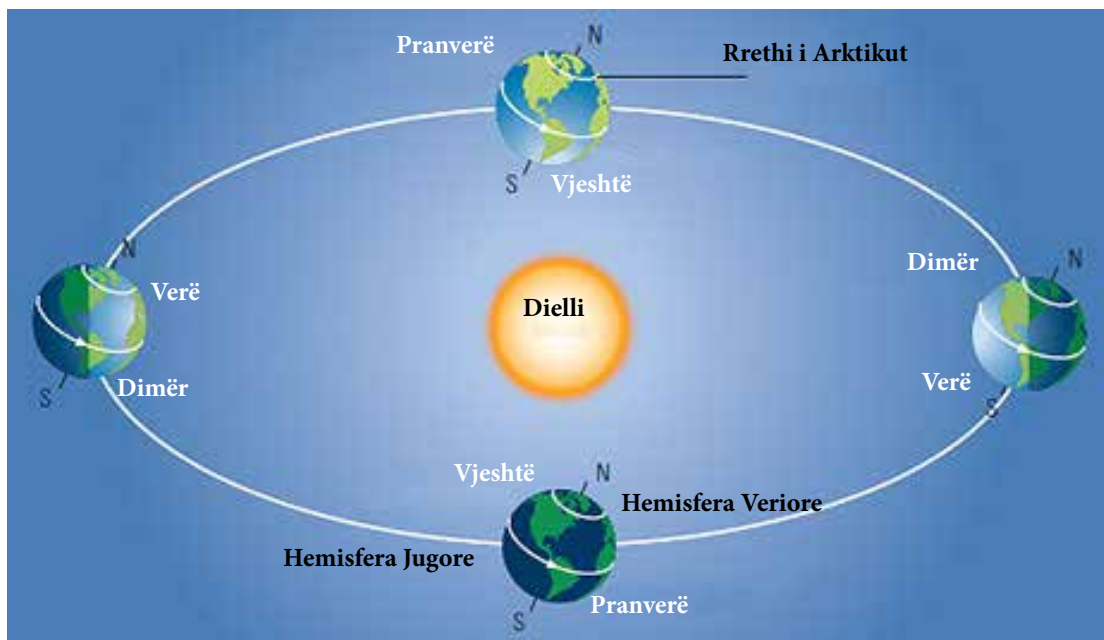 N
Pranverë
Rrethi i Arktikut
S
Vjeshtë
N
Verë
Dimër
N
Dielli
S
Dimër
Verë
S
Vjeshtë
N
Hemisfera Veriore
Hemisfera Jugore
S
Pranverë